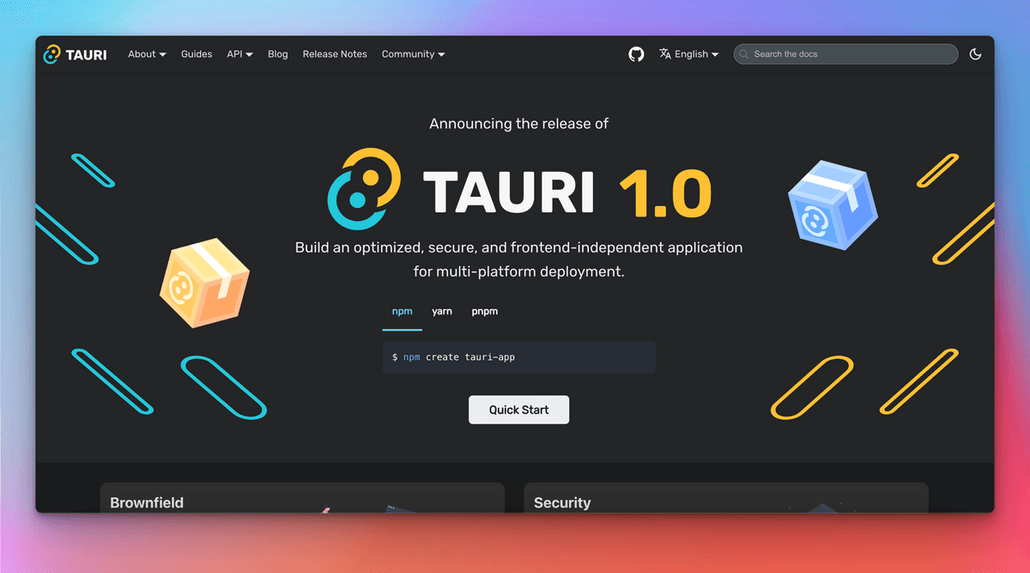 TAURI
About
Guides
API
Blog
Release Notes
Community
English
Search the docs
Announcing the release of
TAURI 1.0
Build an optimized, secure, and frontend-independent application
for multi-platform deployment.
npm yarn pnpm
$ npm create tauri-app
Quick Start
Brownfield
Security